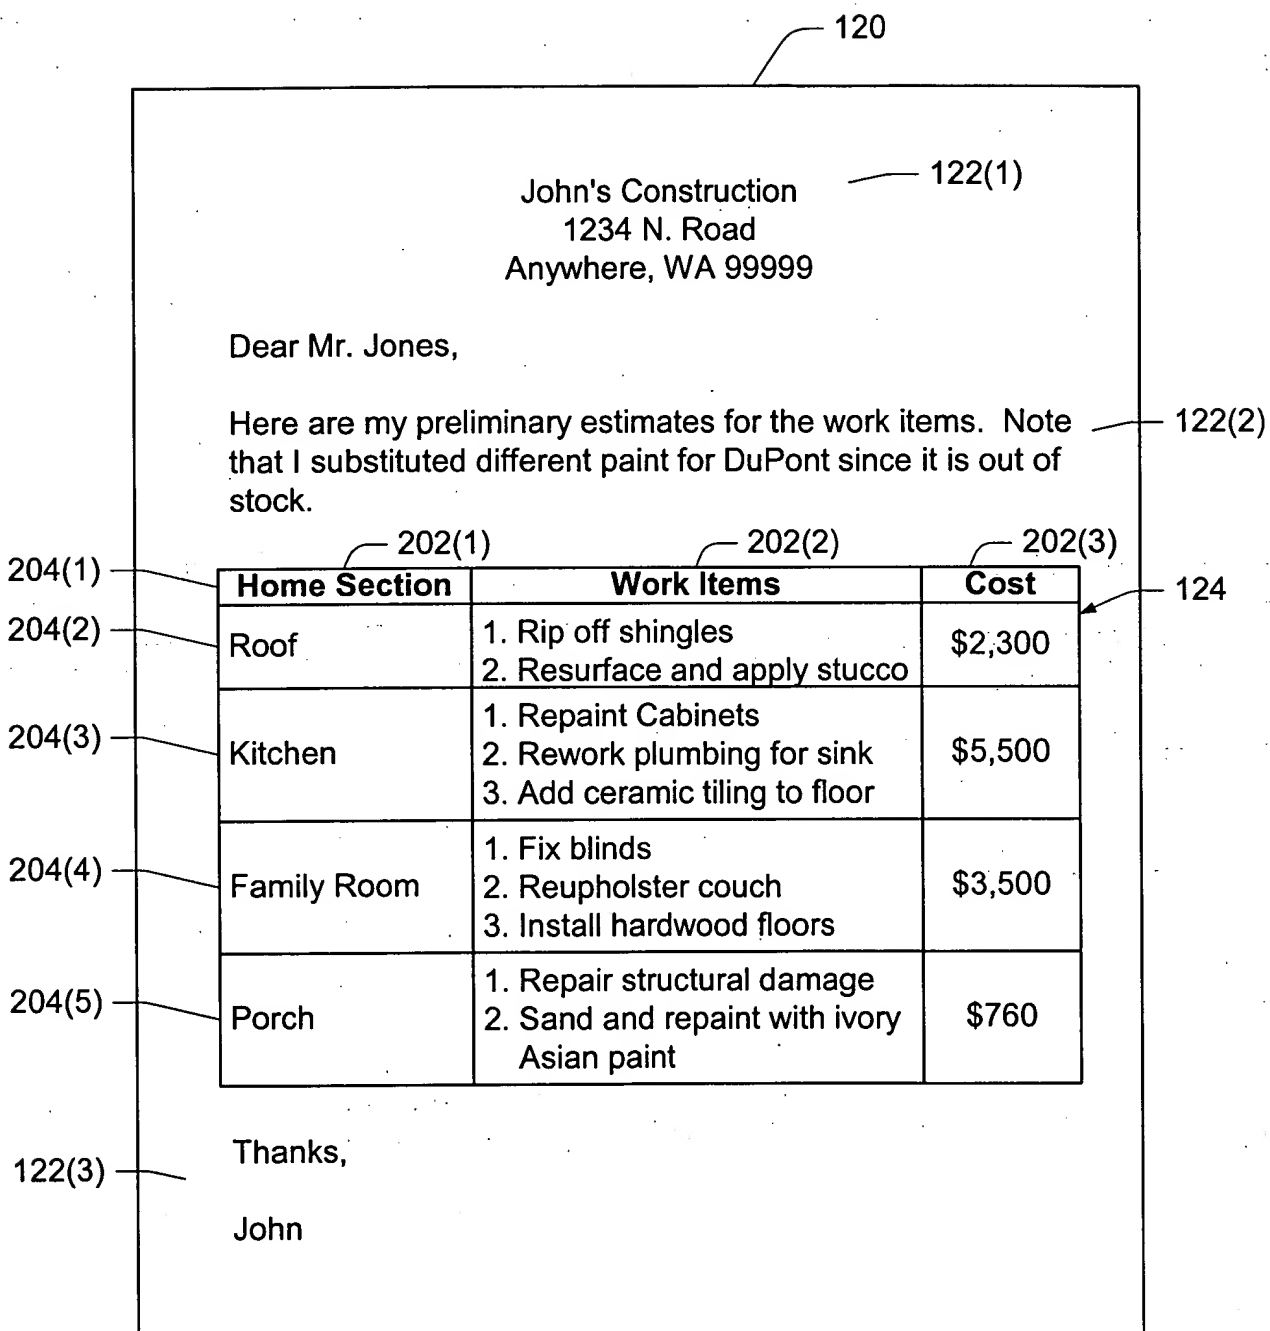 120
John's Construction 122(1)
1234 N. Road
Anywhere, WA 99999
Dear Mr. Jones,
Here are my preliminary estimates for the work items. Note 122(2)
that I substituted different paint for DuPont since it is out of
stock.
202(1) 202(2) 202(3)
204(1) Home Section Work Items Cost
124
204(2) Roof 1. Rip off shingles $2,300
2. Resurface and apply stucco
204(3) Kitchen 1. Repaint Cabinets $5,500
2. Rework plumbing for sink
3. Add ceramic tiling to floor
204(4) Family Room 1. Fix blinds $3,500
2. Reupholster couch
3. Install hardwood floors
204(5) Porch 1. Repair structural damage $760
2. Sand and repaint with ivory
Asian paint
Thanks,
122(3)
John